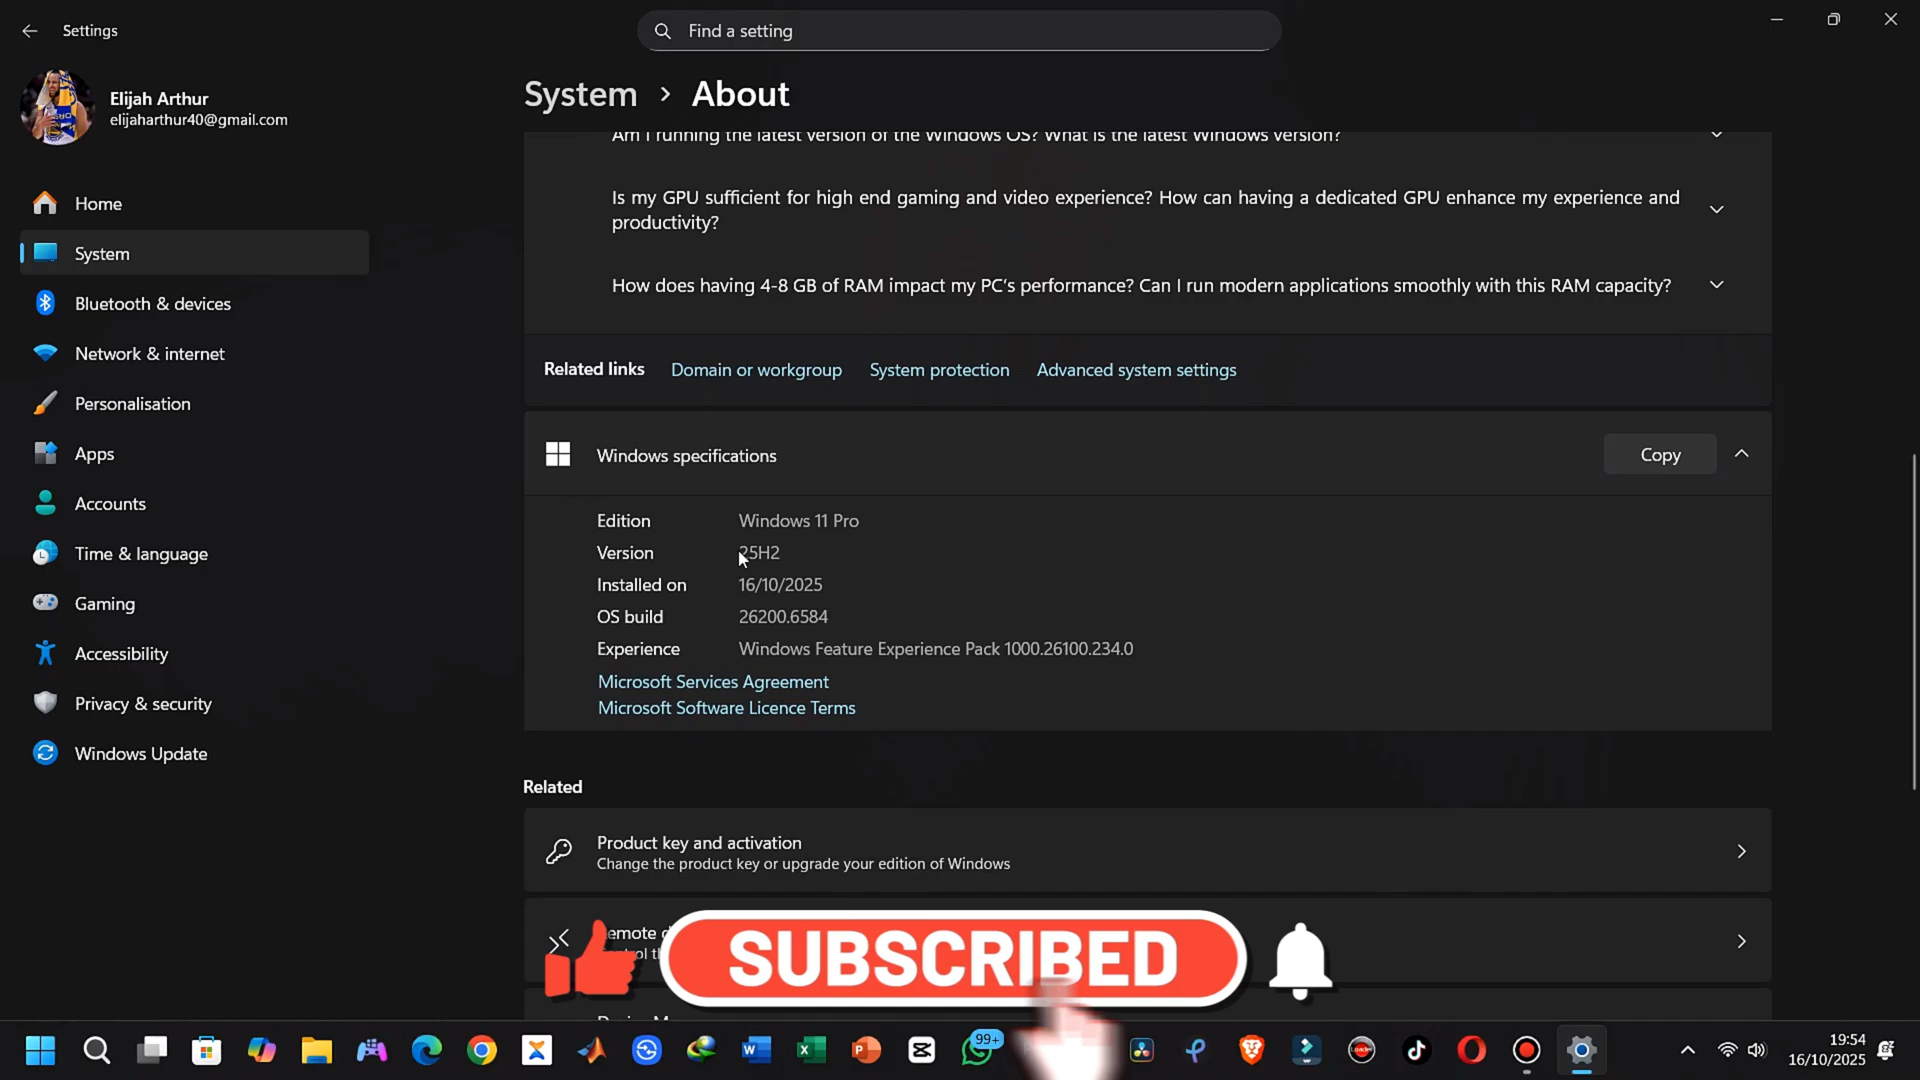 Settings
Find a setting
Elijah Arthur
elijaharthur40@gmail.com
Home
System
Bluetooth & devices
Network & internet
Personalisation
Apps
Accounts
Time & language
Gaming
Accessibility
Privacy & security
Windows Update
System > About
Am I running the latest version of the Windows OS? What is the latest Windows version?
Is my GPU sufficient for high end gaming and video experience? How can having a dedicated GPU enhance my experience and
productivity?
How does having 4-8 GB of RAM impact my PC's performance? Can I run modern applications smoothly with this RAM capacity?
Related links Domain or workgroup System protection Advanced system settings
Windows specifications Copy
Edition Windows 11 Pro
Version 25H2
Installed on 16/10/2025
OS build 26200.6584
Experience Windows Feature Experience Pack 1000.26100.234.0
Microsoft Services Agreement
Microsoft Software Licence Terms
Related
Product key and activation
Change the product key or upgrade your edition of Windows
SUBSCRIBED
99+
19:54
16/10/2025